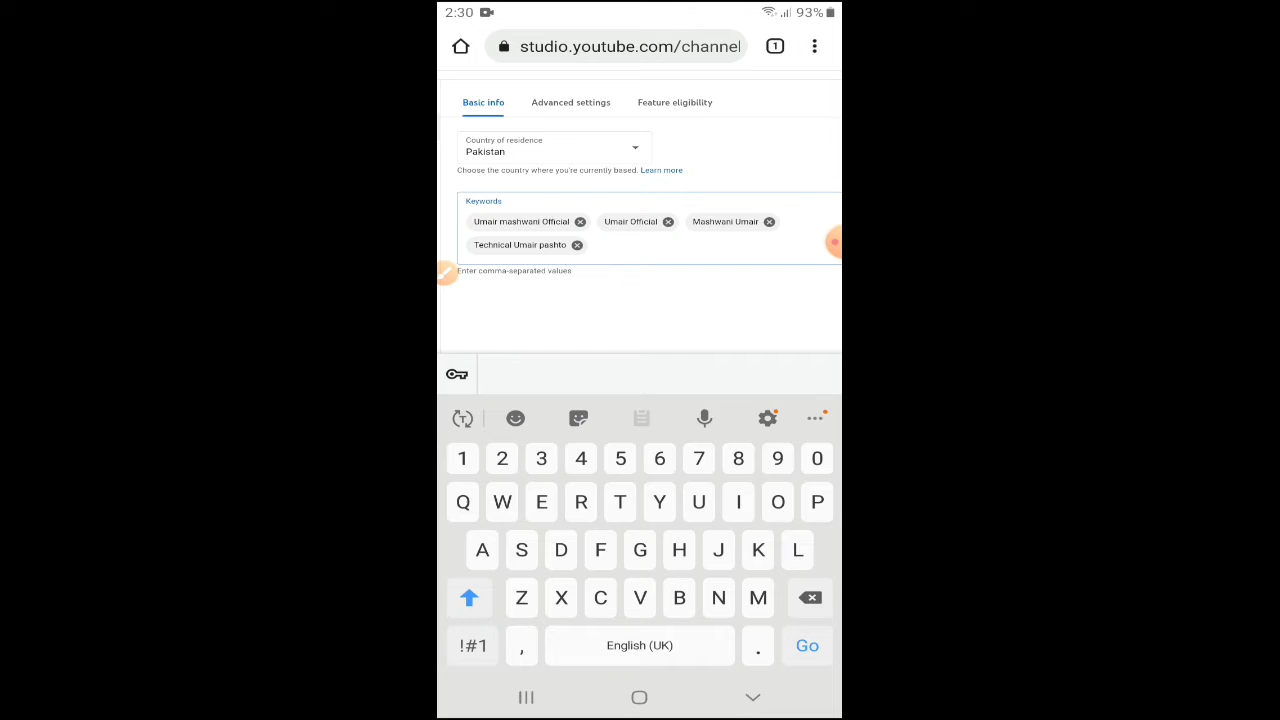 2:30 93%
studio.youtube.com/channel 1
Basic info Advanced settings Feature eligibility
Country of residence
Pakistan
Choose the country where you're currently based. Learn more
Keywords
Umair mashwani Official Umair Official Mashwani Umair
Technical Umair pashto
Enter comma-separated values
T
1 2 3 4 5 6 7 8 9 0
Q W E R T Y U I O P
A S D F G H J K L
Z X C V B N M
!#1 , English (UK) . Go